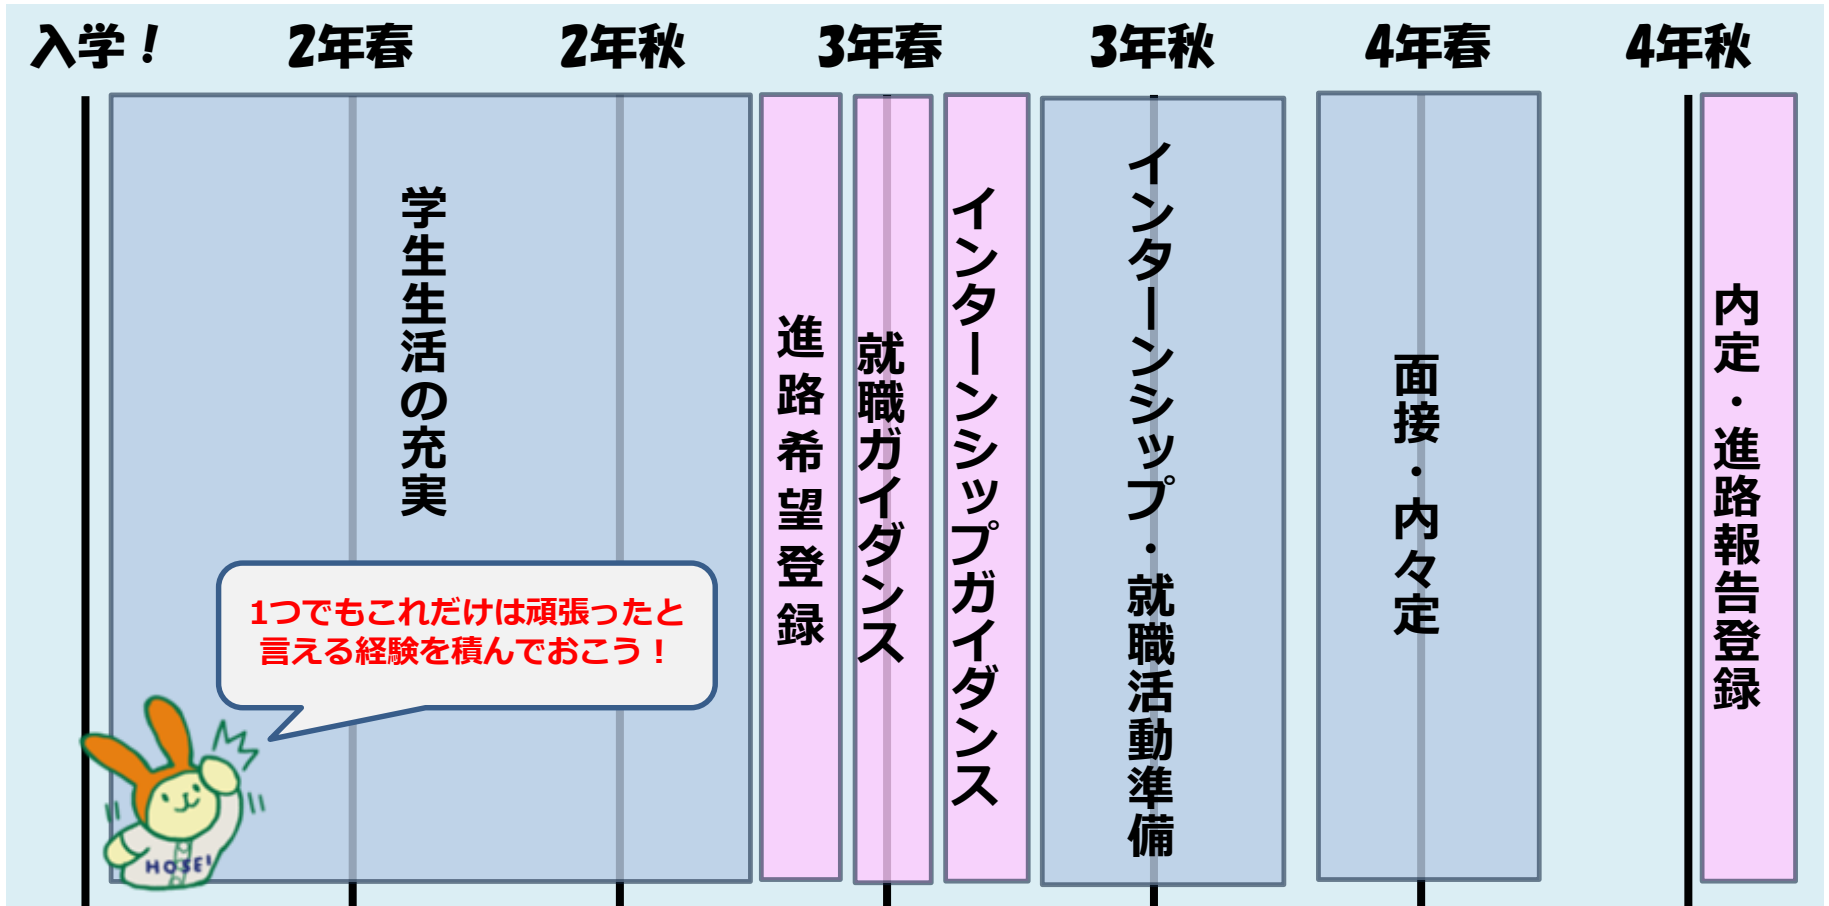 入学！
2年春
2年秋
3年春
3年秋
4年春
4年秋
学生生活の充実
進路希望登録
就職ガイダンス
インターンシップガイダンス
インターンシップ・就職活動準備
面接・内々定
内定・進路報告登録
1つでもこれだけは頑張ったと
言える経験を積んでおこう！
HOSEI